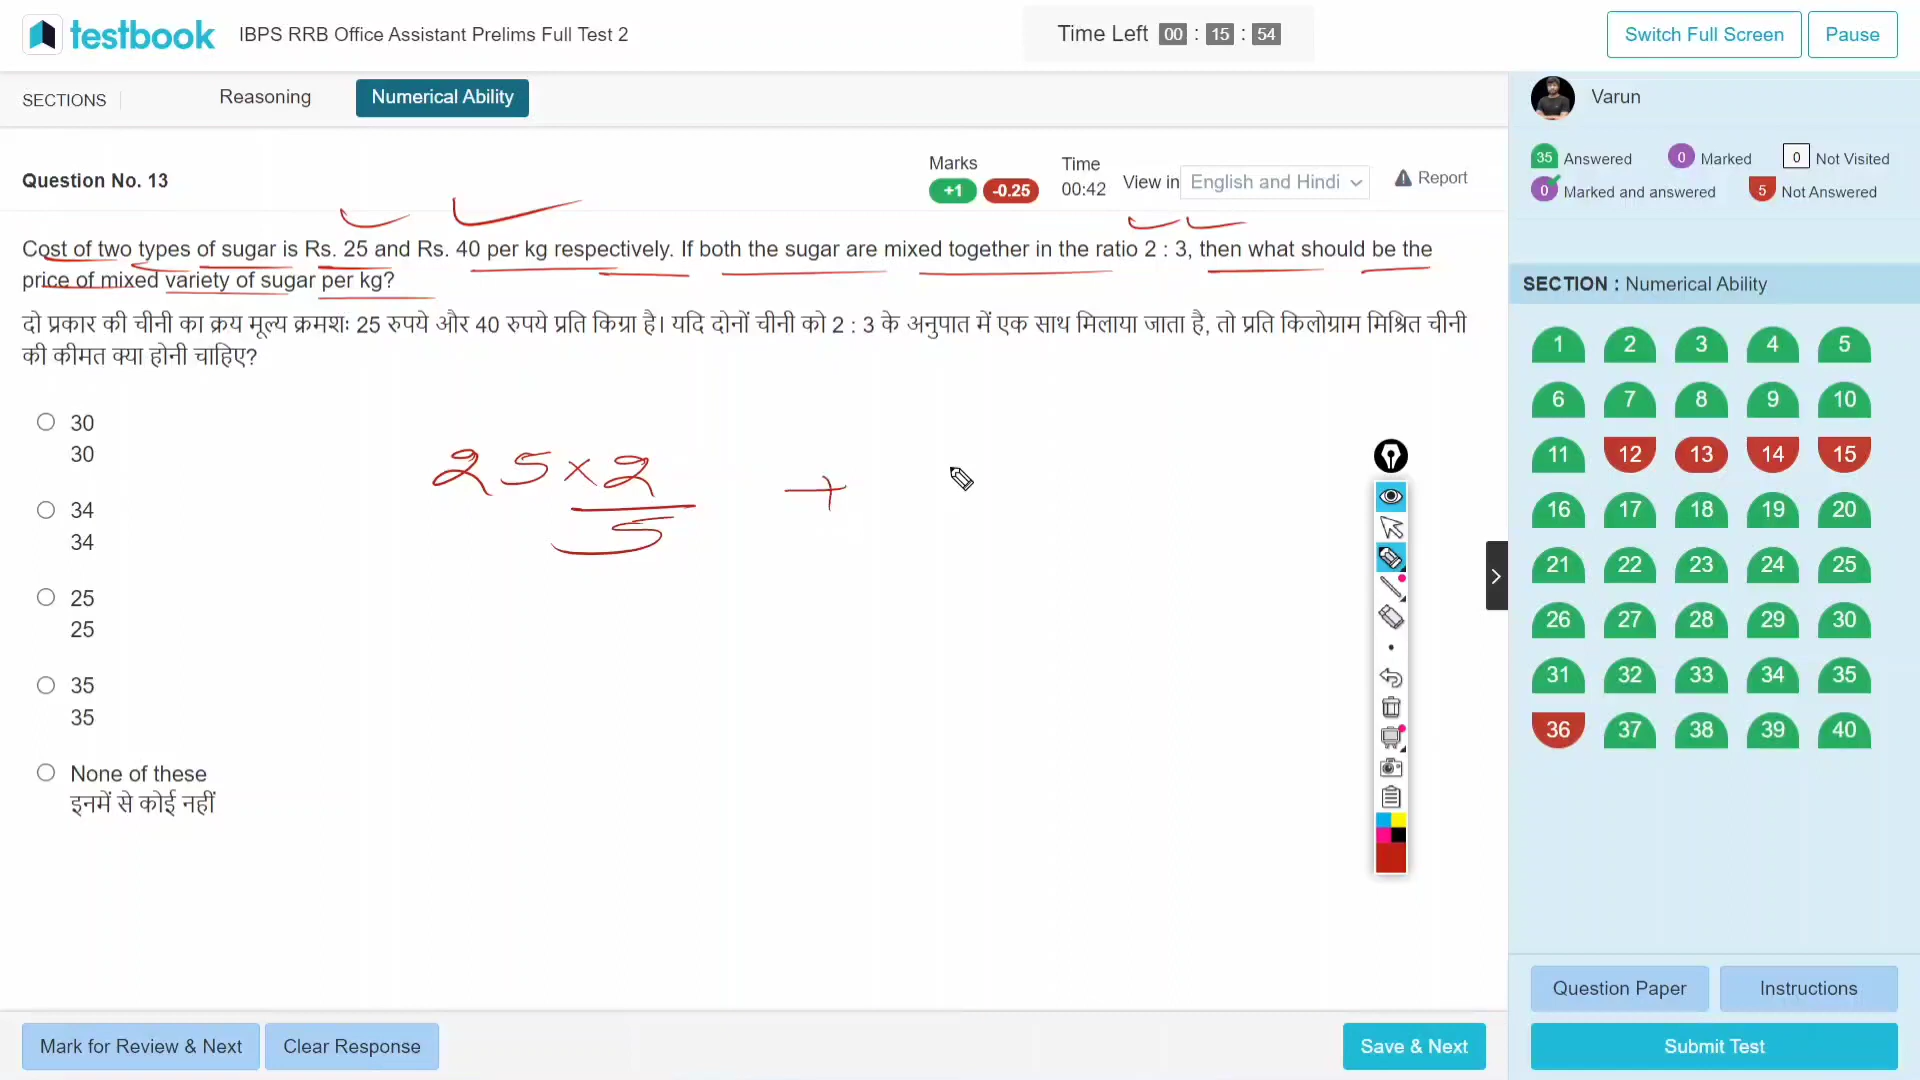 testbook
IBPS RRB Office Assistant Prelims Full Test 2
Time Left 00 : 15 : 54
Switch Full Screen
Pause
SECTIONS
Reasoning
Numerical Ability
Varun
35 Answered
0 Marked
0 Not Visited
0 Marked and answered
5 Not Answered
Question No. 13
Marks
+1 -0.25
Time
00:42
View in English and Hindi
Report
Cost of two types of sugar is Rs. 25 and Rs. 40 per kg respectively. If both the sugar are mixed together in the ratio 2 : 3, then what should be the
price of mixed variety of sugar per kg?
दो प्रकार की चीनी का क्रय मूल्य क्रमशः 25 रुपये और 40 रुपये प्रति किग्रा है। यदि दोनों चीनी को 2 : 3 के अनुपात में एक साथ मिलाया जाता है, तो प्रति किलोग्राम मिश्रित चीनी
की कीमत क्या होनी चाहिए?
30
30
34
34
25
25
35
35
None of these
इनमें से कोई नहीं
25×2 +
5
SECTION : Numerical Ability
1 2 3 4 5
6 7 8 9 10
11 12 13 14 15
16 17 18 19 20
21 22 23 24 25
26 27 28 29 30
31 32 33 34 35
36 37 38 39 40
Question Paper
Instructions
Mark for Review & Next
Clear Response
Save & Next
Submit Test